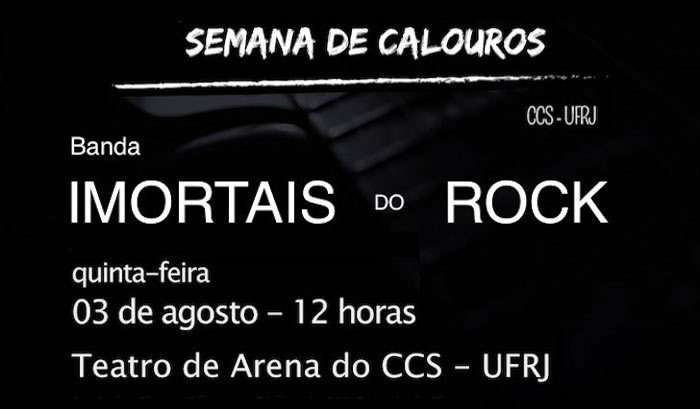 SEMANA DE CALOUROS
CCS - UFRJ
Banda
IMORTAIS DO ROCK
quinta-feira
03 de agosto - 12 horas
Teatro de Arena do CCS - UFRJ